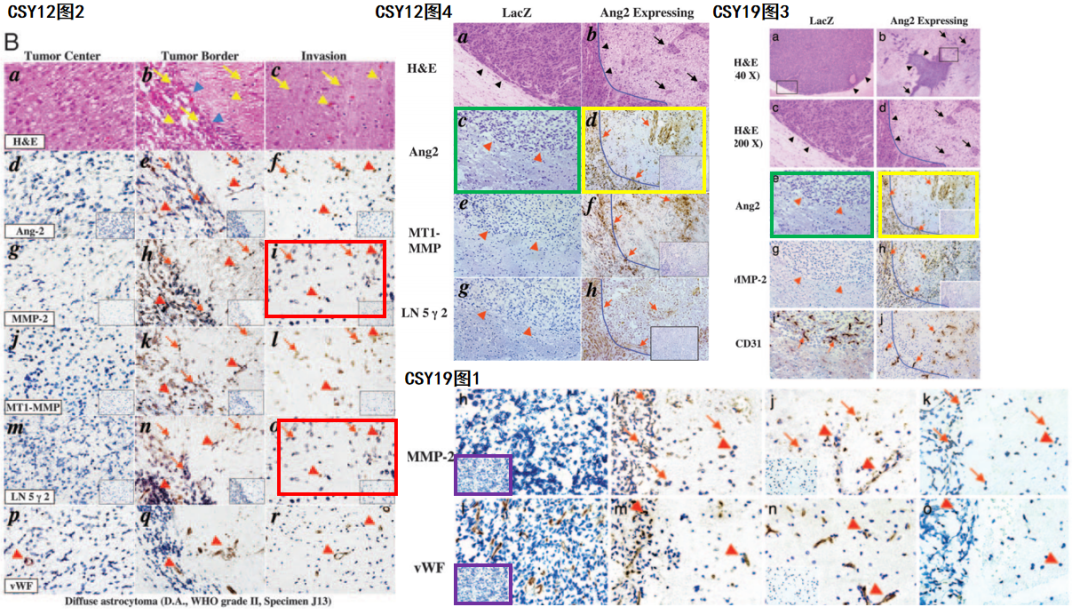 CSY12图2
B
Tumor Center Tumor Border Invasion
a b c
H&E
d e f
Ang-2
g h i
MMP-2
j k l
MT1-MMP
m n o
LN 5γ2
p q r
vWF
Diffuse astrocytoma (D.A., WHO grade II, Specimen J13)
CSY12图4
LacZ Ang2 Expressing
H&E a b
Ang2 c d
MT1-
MMP
e f
LN 5γ2 g h
CSY19图3
LacZ Ang2 Expressing
a b
H&E
40 X)
c d
H&E
200 X)
e
Ang2
g h
MMP-2
i j
CD31
CSY19图1
h i j k
MMP-2
l m n o
vWF